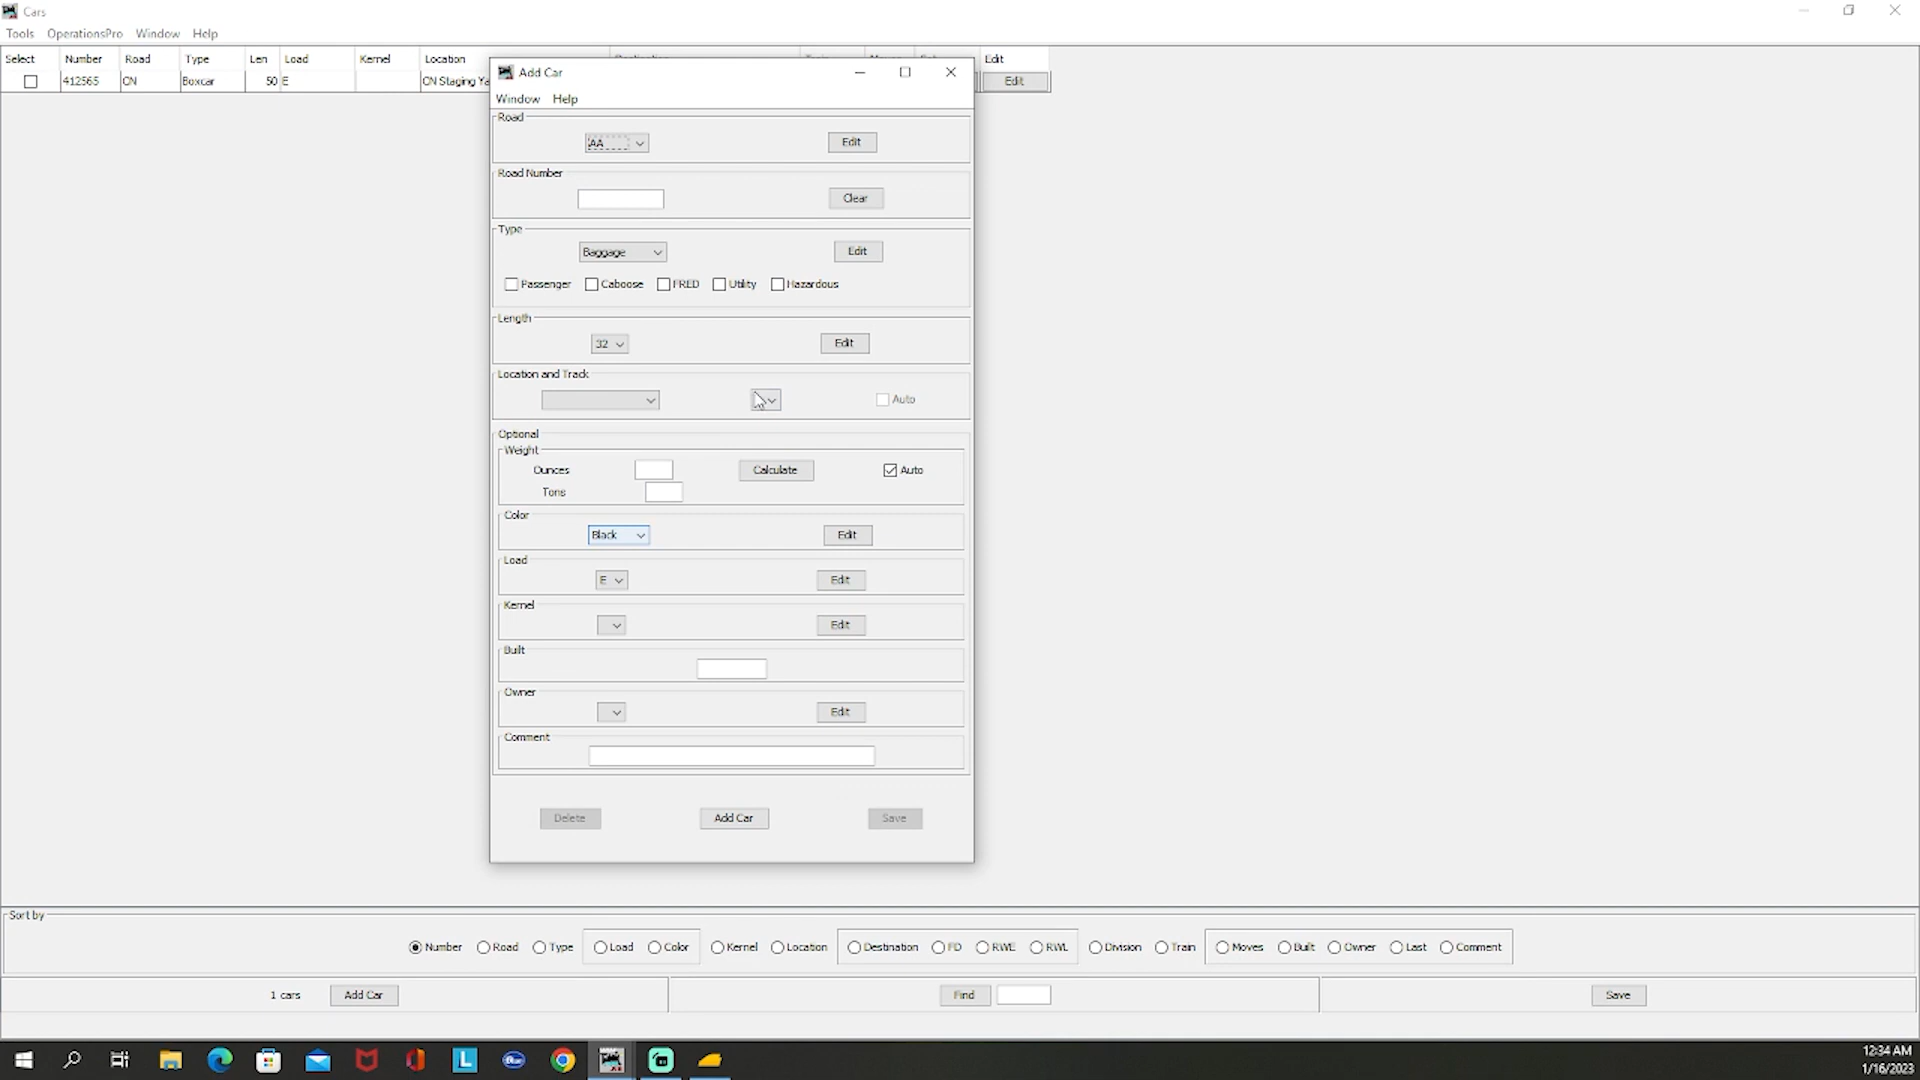 Cars
Tools OperationsPro Window Help
Select Number Road Type Len Load Kernel Location Edit
412565 CN Boxcar 50 E CN Staging Ya Edit
Add Car
Window Help
Road
AA Edit
Road Number
Clear
Type
Baggage Edit
Passenger Caboose FRED Utility Hazardous
Length
32 Edit
Location and Track
Auto
Optional
Weight
Ounces Calculate Auto
Tons
Color
Black Edit
Load
E Edit
Kernel
Edit
Built
Owner
Edit
Comment
Delete Add Car Save
Sort by
Number Road Type Load Color Kernel Location Destination FD RWE RWL Division Train Moves Built Owner Last Comment
1 cars Add Car Find Save
12:34 AM
1/16/2023